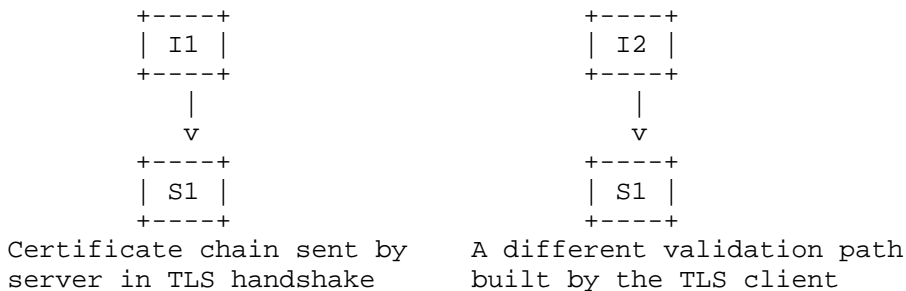 +----+                      +----+
| I1 |                      | I2 |
+----+                      +----+
   |                           |
   v                           v
+----+                      +----+
| S1 |                      | S1 |
+----+                      +----+
Certificate chain sent by   A different validation path
server in TLS handshake     built by the TLS client